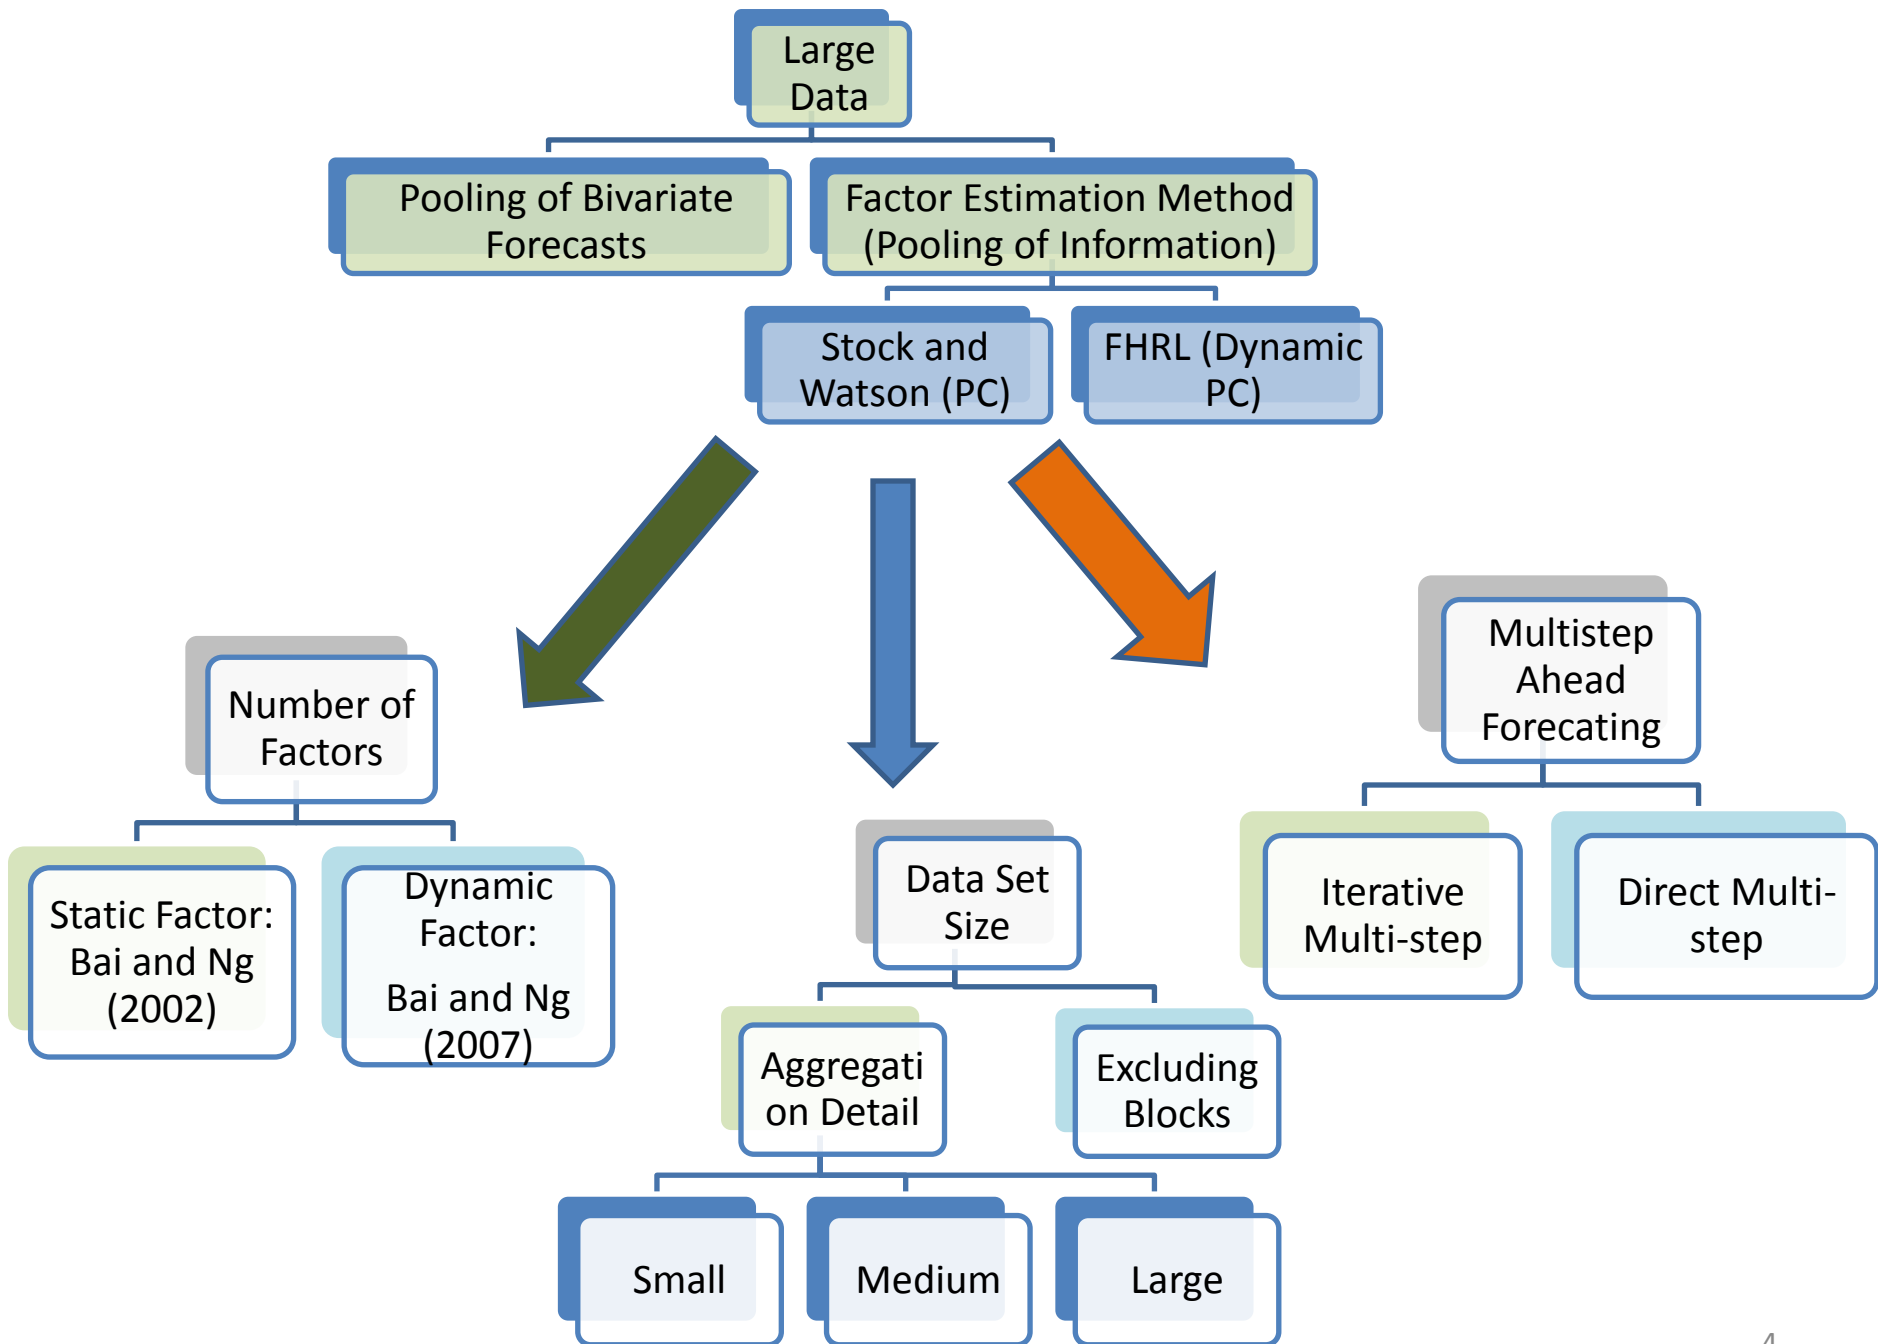 Large
Data
Pooling of Bivariate
Forecasts
Factor Estimation Method
(Pooling of Information)
Stock and
Watson (PC)
FHRL (Dynamic
PC)
Number of
Factors
Static Factor:
Bai and Ng
(2002)
Dynamic
Factor:
Bai and Ng
(2007)
Data Set
Size
Aggregati
on Detail
Excluding
Blocks
Small
Medium
Large
Multistep
Ahead
Forecating
Iterative
Multi-step
Direct Multi-
step
4